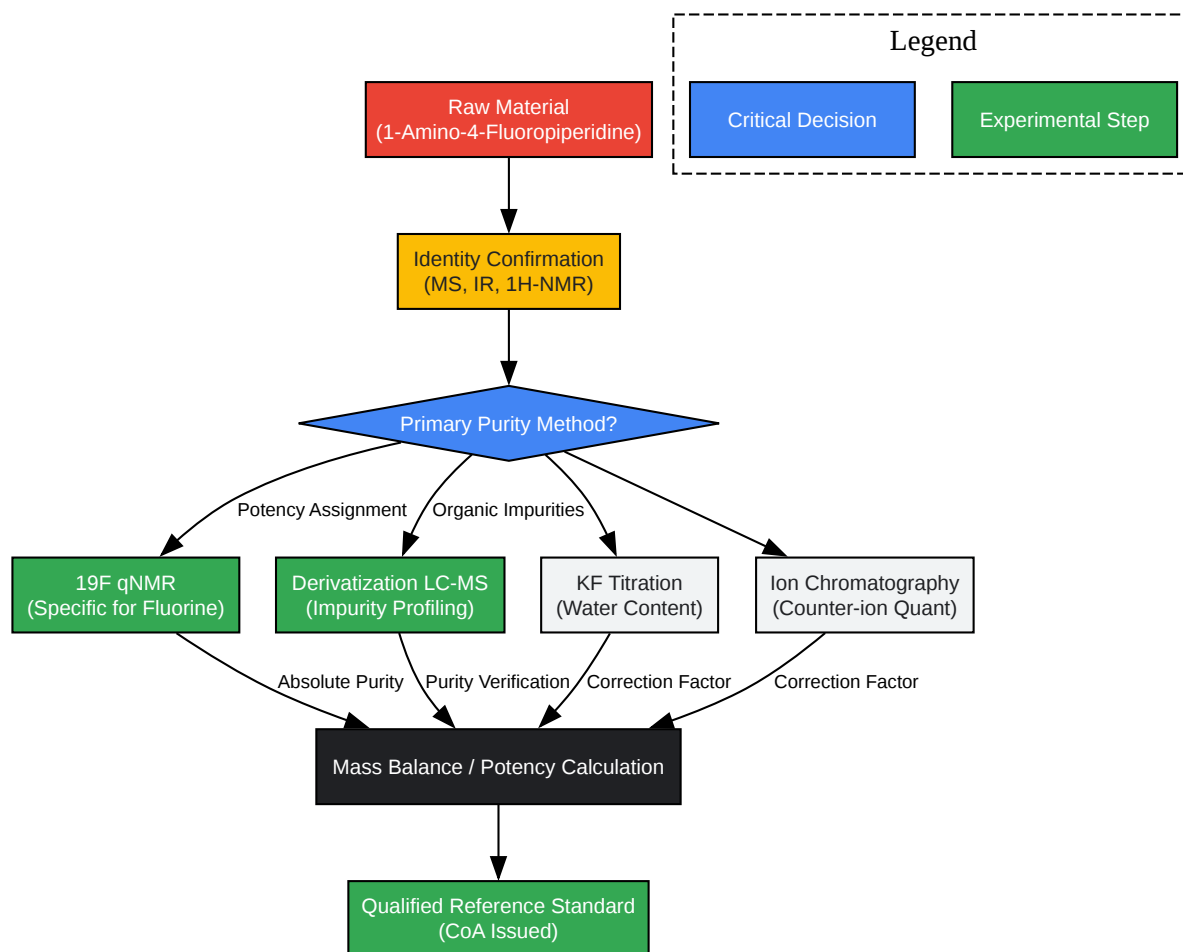 Legend
Critical Decision
Experimental Step
Raw Material
(1-Amino-4-Fluoropiperidine)
Identity Confirmation
(MS, IR, 1H-NMR)
Primary Purity Method?
Potency Assignment
Organic Impurities
19F qNMR
(Specific for Fluorine)
Derivatization LC-MS
(Impurity Profiling)
KF Titration
(Water Content)
Ion Chromatography
(Counter-ion Quant)
Absolute Purity
Purity Verification
Correction Factor
Correction Factor
Mass Balance / Potency Calculation
Qualified Reference Standard
(CoA Issued)